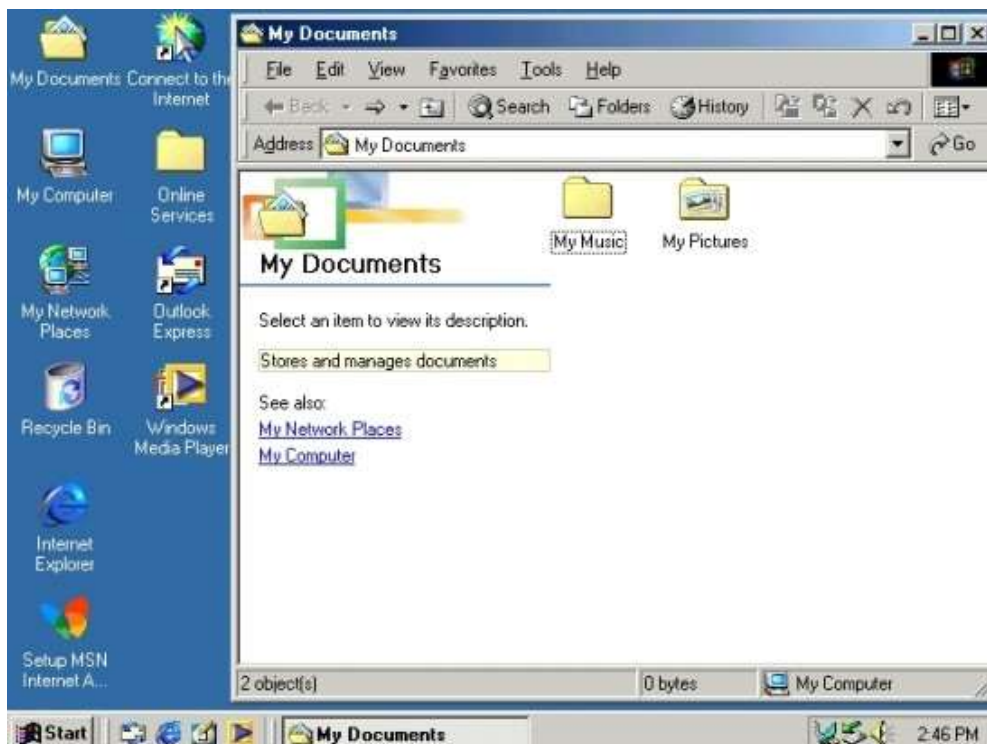 My Documents
Connect to the
Internet
My Computer
Online
Services
My Network
Places
Outlook
Express
Recycle Bin
Windows
Media Player
Internet
Explorer
Setup MSN
Internet A...
My Documents
File Edit View Favorites Tools Help
Back Search Folders History
Address My Documents Go
My Music My Pictures
My Documents
Select an item to view its description.
Stores and manages documents
See also:
My Network Places
My Computer
2 object(s) 0 bytes My Computer
Start My Documents 2:46 PM